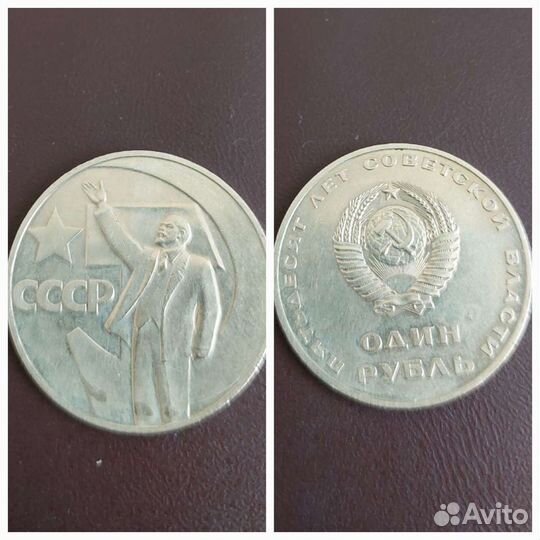 СССР
ПЯТЬДЕСЯТ ЛЕТ СОВЕТСКОЙ ВЛАСТИ
ОДИН
РУБЛЬ
Avito